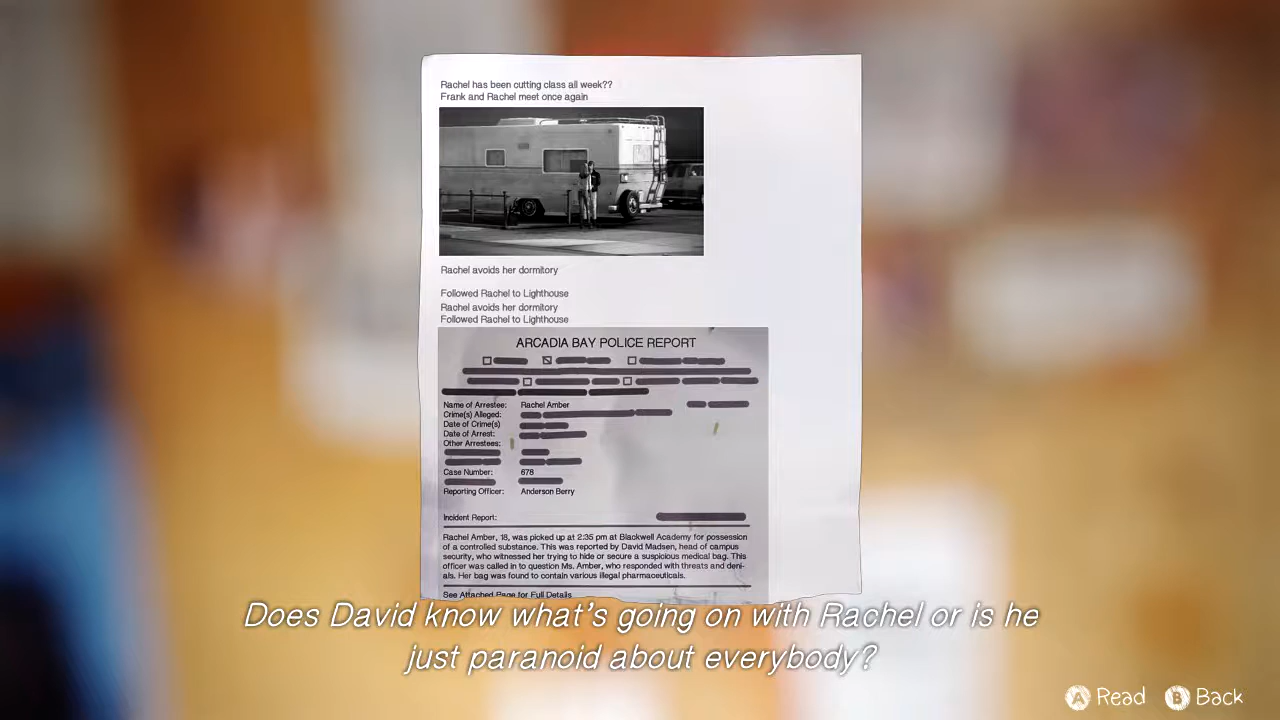 Rachel has been cutting class all week??
Frank and Rachel meet once again
Rachel avoids her dormitory
Followed Rachel to Lighthouse
Rachel avoids her dormitory
Followed Rachel to Lighthouse
ARCADIA BAY POLICE REPORT
Name of Arrestee: Rachel Amber
Crime(s) Alleged:
Date of Crime(s)
Date of Arrest:
Other Arrestees:
Case Number: 678
Reporting Officer: Anderson Berry
Incident Report:
Rachel Amber, 18, was picked up at 2:35 pm at Blackwell Academy for possession
of a controlled substance. This was reported by David Madsen, head of campus
security, who witnessed her trying to hide or secure a suspicious medical bag. This
officer was called in to question Ms. Amber, who responded with threats and deni-
als. Her bag was found to contain various illegal pharmaceuticals.
See Attached Page for Full Details
Does David know what's going on with Rachel or is he
just paranoid about everybody?
A Read B Back